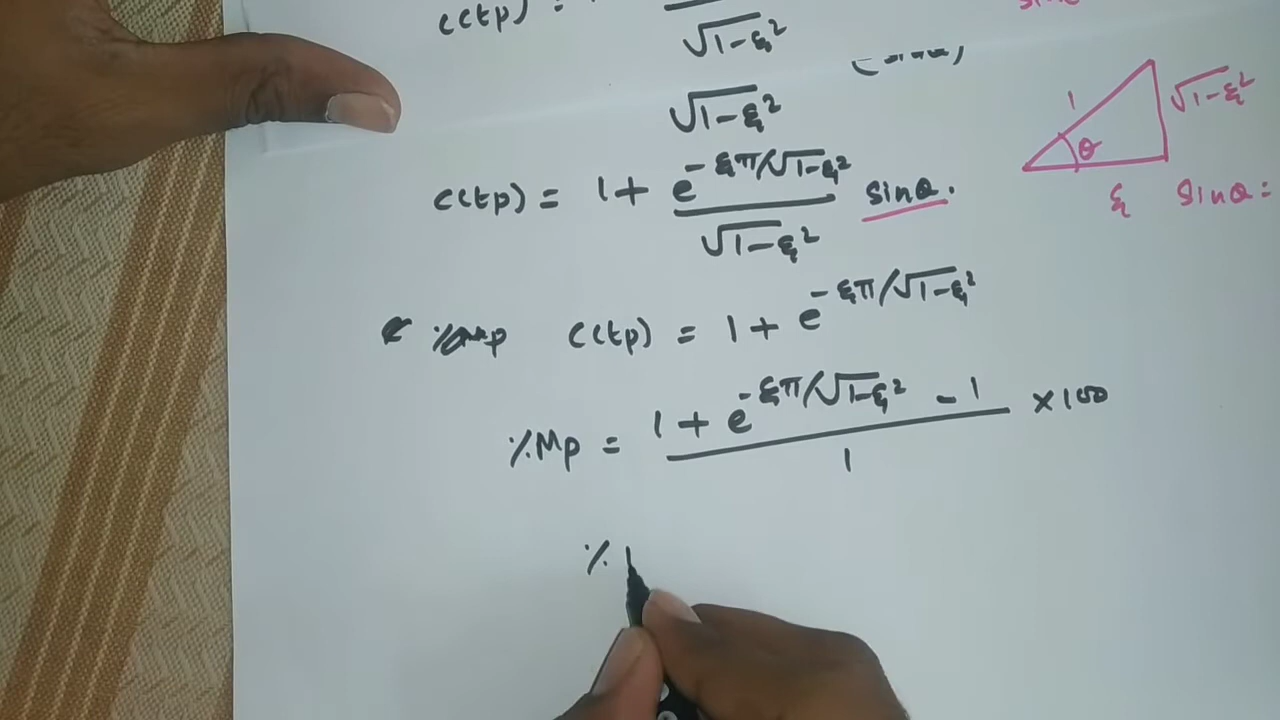 c(tp) =
√1-ξ²
√1-ξ²
1
√1-ξ²
θ
ξ sinθ =
c(tp) = 1 + e^-ξπ/√1-ξ² sinθ.
√1-ξ²
%Mp c(tp) = 1 + e^-ξπ/√1-ξ²
%Mp = 1 + e^-ξπ/√1-ξ² - 1 × 100
1
%